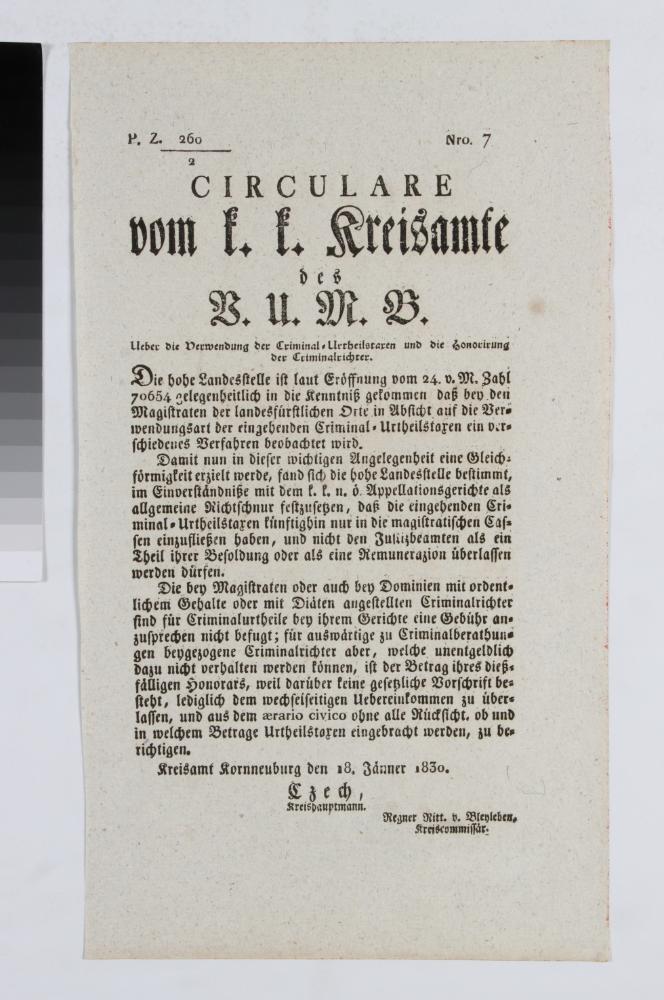 P. Z. 260 Nro. 7
2
CIRCULARE
vom k. k. Kreisamte
des
V. U. M. B.
Ueber die Verwendung der Criminal-Urtheilstaxen und die Honorirung
der Criminalrichter.
Die hohe Landesstelle ist laut Eröffnung vom 24. v. M. Zahl
70654 gelegenheitlich in die Kenntniß gekommen daß bey den
Magistraten der landesfürstlichen Orte in Absicht auf die Ver-
wendungsart der eingehenden Criminal-Urtheilstaxen ein ver-
schiedenes Verfahren beobachtet wird.
Damit nun in dieser wichtigen Angelegenheit eine Gleich-
förmigkeit erzielt werde, fand sich die hohe Landesstelle bestimmt,
im Einverständniße mit dem k. k. n. ö. Appellationsgerichte als
allgemeine Richtschnur festzusetzen, daß die eingehenden Cri-
minal-Urtheilstaxen künftighin nur in die magistratischen Cas-
sen einzufließen haben, und nicht den Justizbeamten als ein
Theil ihrer Besoldung oder als eine Remunerazion überlassen
werden dürfen.
Die bey Magistraten oder auch bey Dominien mit ordent-
lichem Gehalte oder mit Diäten angestellten Criminalrichter
sind für Criminalurtheile bey ihrem Gerichte eine Gebühr an-
zusprechen nicht befugt; für auswärtige zu Criminalberathun-
gen beygezogene Criminalrichter aber, welche unentgeldlich
dazu nicht verhalten werden können, ist der Betrag ihres dieß-
fälligen Honorars, weil darüber keine gesetzliche Vorschrift be-
steht, lediglich dem wechselseitigen Uebereinkommen zu über-
lassen, und aus dem ærario civico ohne alle Rücksicht, ob und
in welchem Betrage Urtheilstaxen eingebracht werden, zu be-
richtigen.
Kreisamt Kornneuburg den 18. Jänner 1830.
Czech,
Kreishauptmann.
Regner Ritt. v. Bleyleben,
Kreiscommissär.